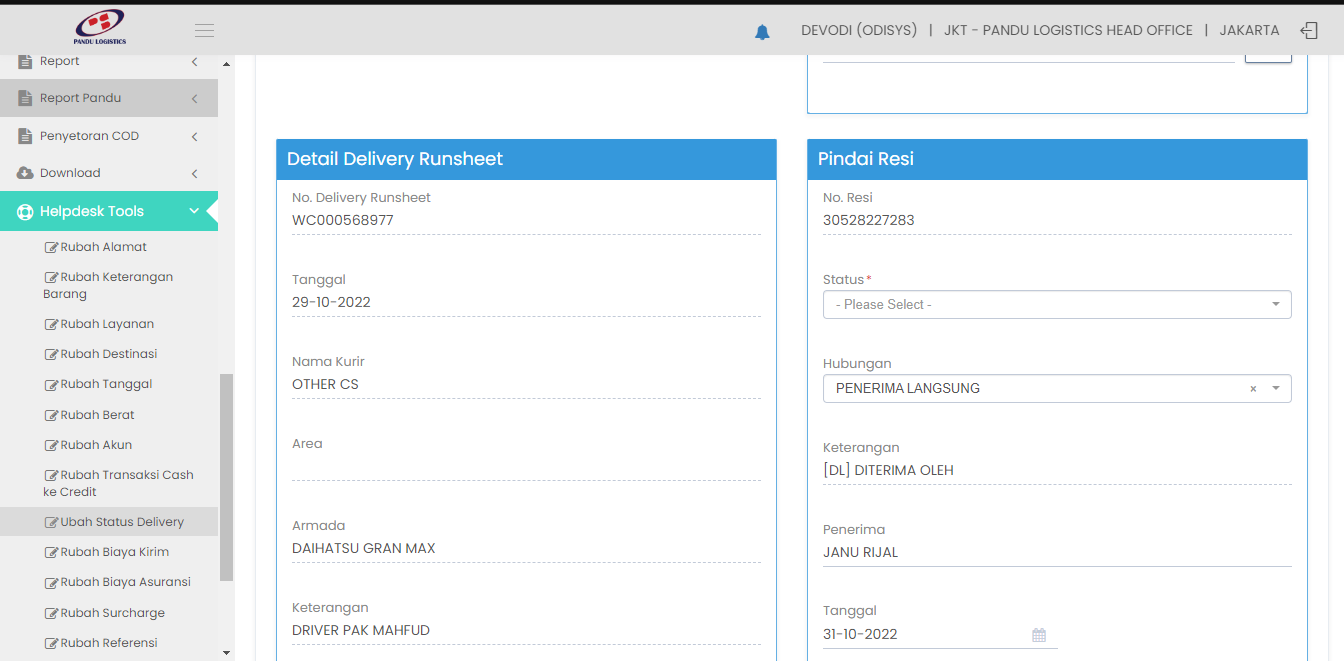 PANDU LOGISTICS
DEVODI (ODISYS) | JKT - PANDU LOGISTICS HEAD OFFICE | JAKARTA
Report
Report Pandu
Penyetoran COD
Download
Helpdesk Tools
Rubah Alamat
Rubah Keterangan
Barang
Rubah Layanan
Rubah Destinasi
Rubah Tanggal
Rubah Berat
Rubah Akun
Rubah Transaksi Cash
ke Credit
Ubah Status Delivery
Rubah Biaya Kirim
Rubah Biaya Asuransi
Rubah Surcharge
Rubah Referensi
Detail Delivery Runsheet
No. Delivery Runsheet
WC000568977
Tanggal
29-10-2022
Nama Kurir
OTHER CS
Area
Armada
DAIHATSU GRAN MAX
Keterangan
DRIVER PAK MAHFUD
Pindai Resi
No. Resi
30528227283
Status*
- Please Select -
Hubungan
PENERIMA LANGSUNG ×
Keterangan
[DL] DITERIMA OLEH
Penerima
JANU RIJAL
Tanggal
31-10-2022